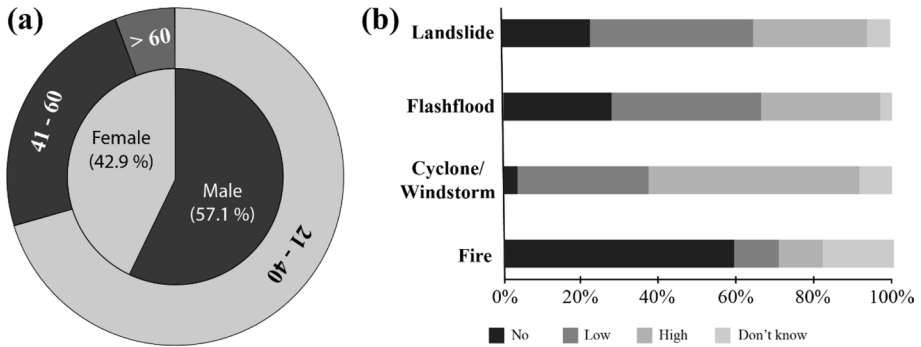 (a)
> 60
41 - 60
Female
(42.9 %)
Male
(57.1 %)
21 - 40
(b)
Landslide
Flashflood
Cyclone/
Windstorm
Fire
0% 20% 40% 60% 80% 100%
No Low High Don't know